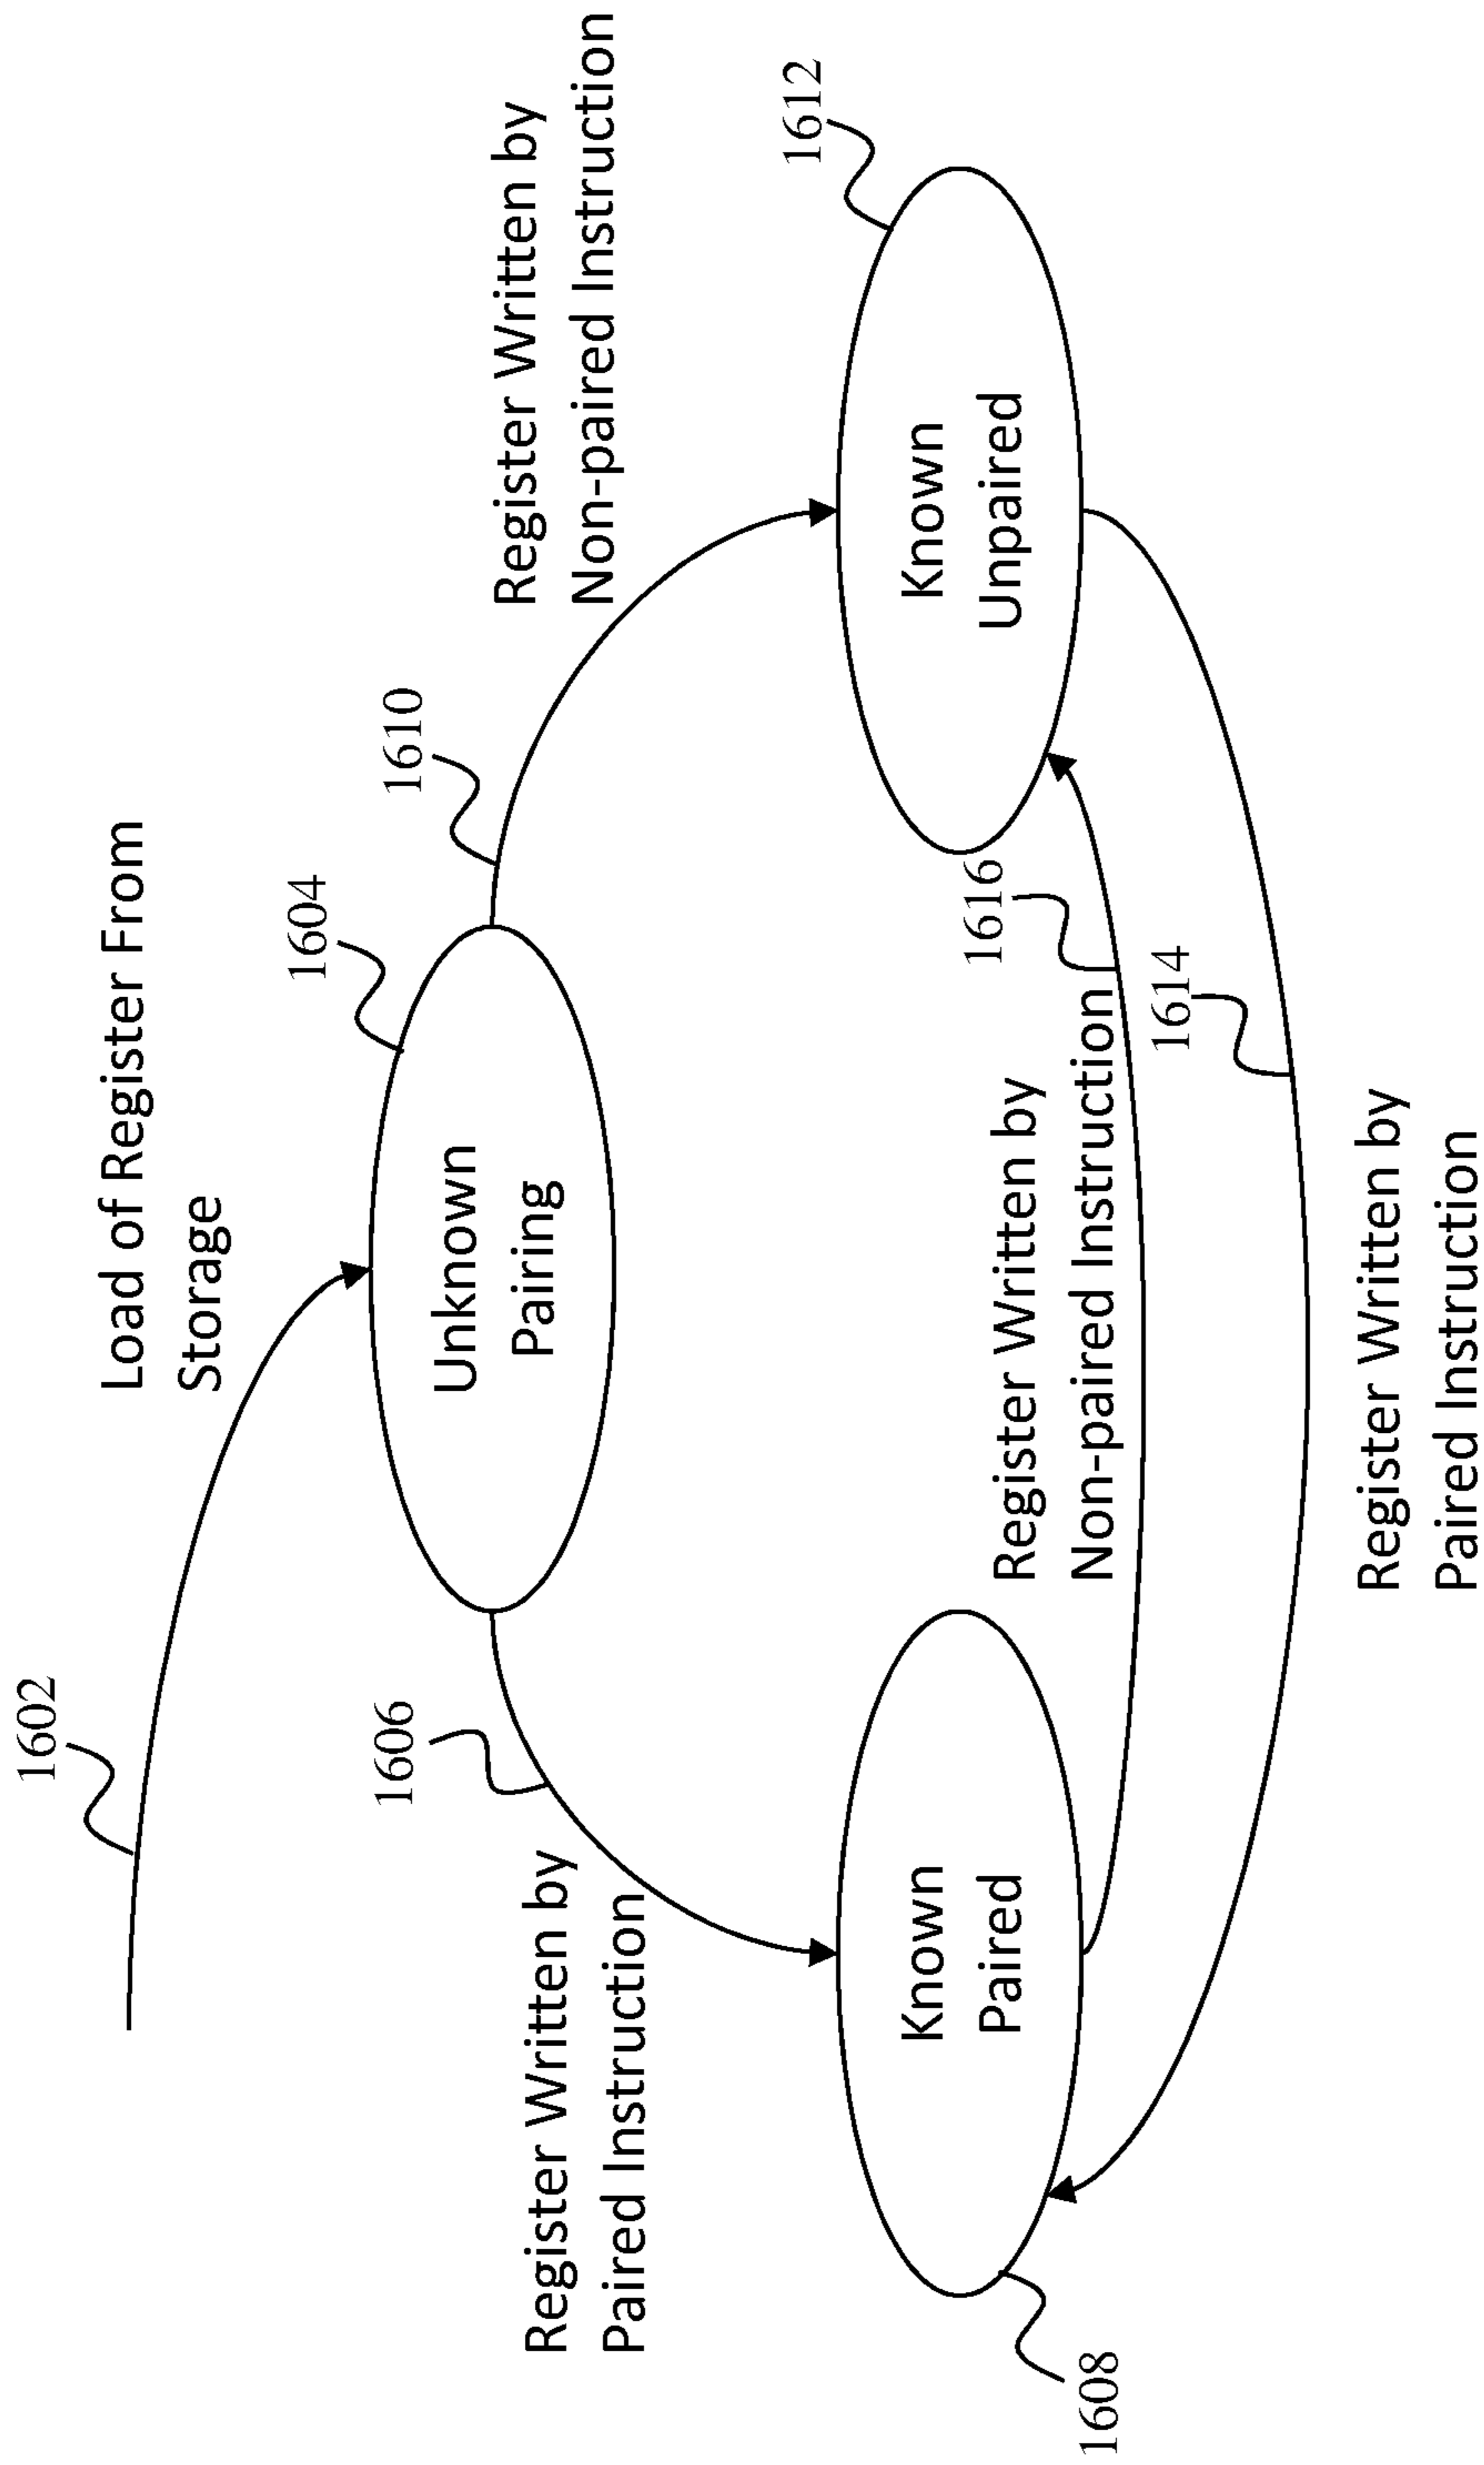 1602
Load of Register From
Storage
1604
Unknown
Pairing
1606
Register Written by
Paired Instruction
1610
Register Written by
Non-paired Instruction
1612
Known
Paired
1608
Known
Unpaired
Register Written by
Non-paired Instruction
1616
1614
Register Written by
Paired Instruction